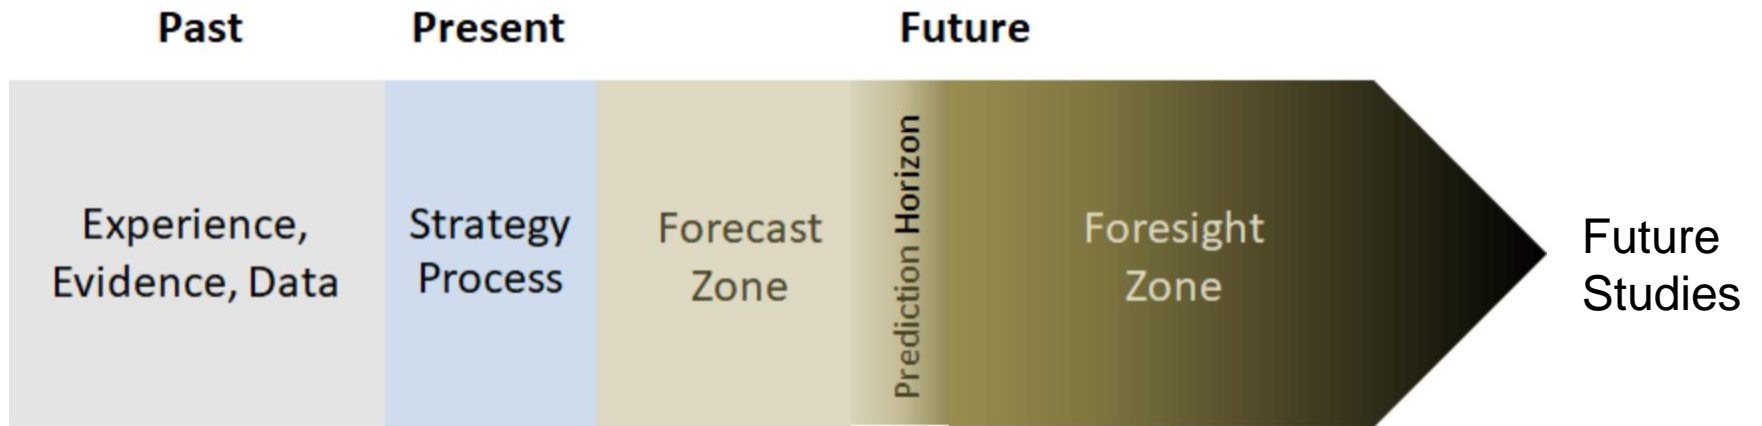 Past
Present
Future
Experience,
Evidence, Data
Strategy
Process
Forecast
Zone
Prediction Horizon
Foresight
Zone
Future
Studies